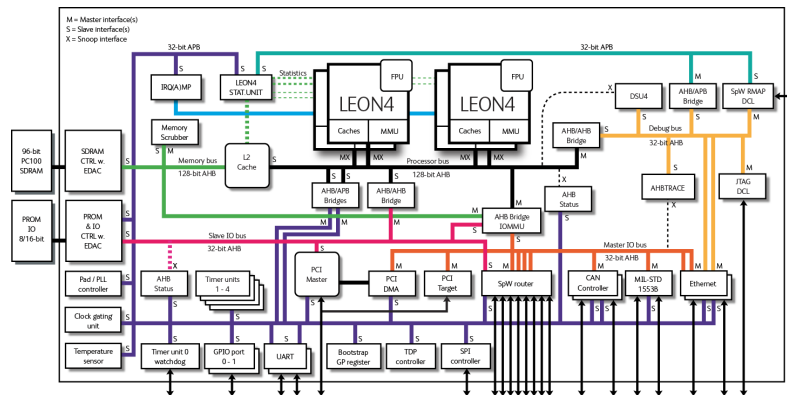 M = Master interface(s)
S = Slave interface(s)
X = Snoop interface
32-bit APB
32-bit APB
S
S
S
S
M
S
Statistics
IRQ(A)MP
LEON4
STAT.UNIT
FPU
LEON4
Caches
MMU
FPU
LEON4
Caches
MMU
X
DSU4
AHB/APB
Bridge
SpW RMAP
DCL
Memory
Scrubber
S
M
MX
MX
MX
MX
AHB/AHB
Bridge
S
S
S
M
Debug bus
32-bit AHB
96-bit
PC100
SDRAM
SDRAM
CTRL w.
EDAC
S
Memory bus
128-bit AHB
M
L2
Cache
S
Processor bus
128-bit AHB
M
S
S
X
S
M
AHB/APB
Bridges
AHB/AHB
Bridge
AHB
Status
S
AHBTRACE
X
JTAG
DCL
M
M
M
M
S
AHB Bridge
IOMMU
S
PROM
IO
8/16-bit
PROM
& IO
CTRL w.
EDAC
S
S
Slave IO bus
32-bit AHB
Master IO bus
32-bit AHB
X
S
M
M
S
M
M
M
M
Pad / PLL
controller
S
AHB
Status
S
Timer units
1 - 4
PCI
Master
S
PCI
DMA
S
PCI
Target
SpW router
S
CAN
Controller
S
S
MIL-STD
1553B
S
Ethernet
S
Clock gating
unit
S
Temperature
sensor
S
S
S
S
S
S
S
S
Timer unit 0
watchdog
GPIO port
0 - 1
UART
Bootstrap
GP register
TDP
controller
SPI
controller